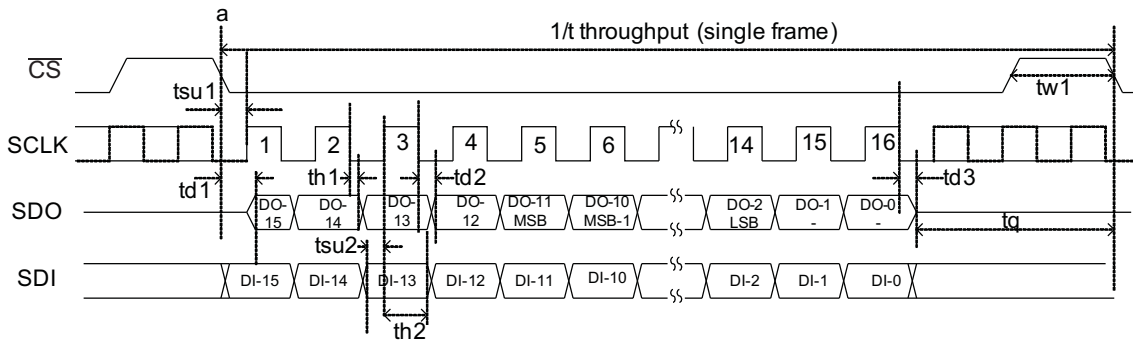 a
1/t throughput (single frame)
CS
tsu1
tw1
SCLK
1 2 3 4 5 6 14 15 16
td1 th1 td2 td3
SDO
DO-15
DO-14
DO-13
DO-12
DO-11 MSB
DO-10 MSB-1
DO-2 LSB
DO-1 -
DO-0 -
tq
tsu2
SDI
DI-15 DI-14 DI-13 DI-12 DI-11 DI-10 DI-2 DI-1 DI-0
th2